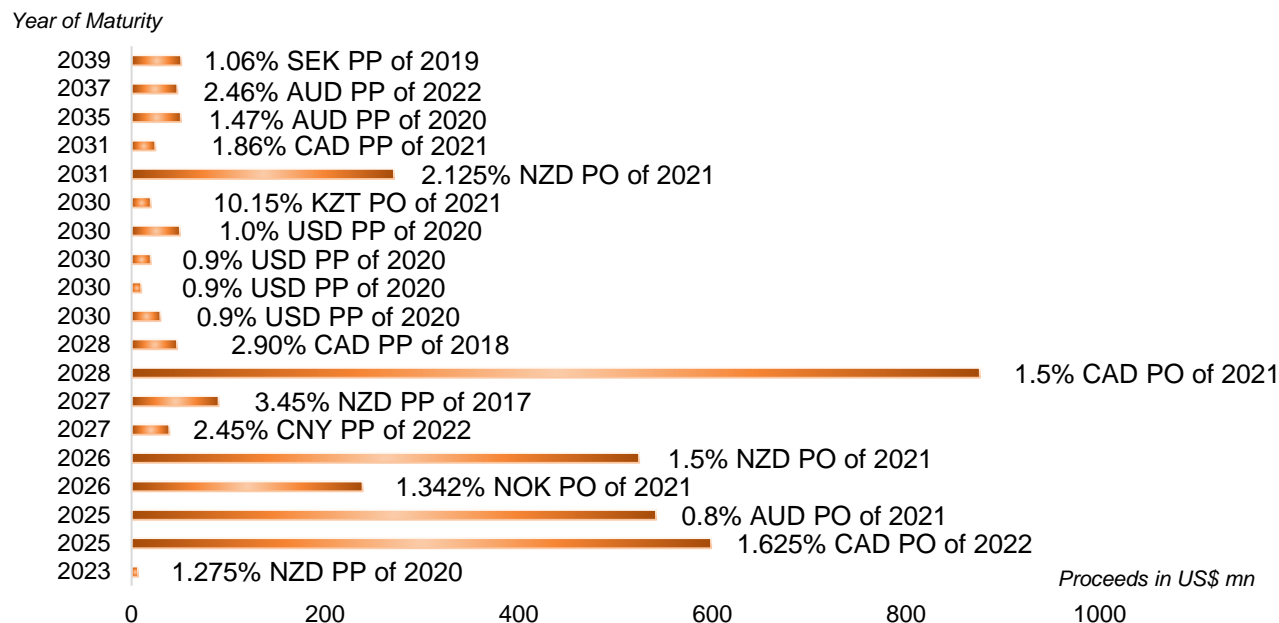 Year of Maturity
2039 1.06% SEK PP of 2019
2037 2.46% AUD PP of 2022
2035 1.47% AUD PP of 2020
2031 1.86% CAD PP of 2021
2031 2.125% NZD PO of 2021
2030 10.15% KZT PO of 2021
2030 1.0% USD PP of 2020
2030 0.9% USD PP of 2020
2030 0.9% USD PP of 2020
2030 0.9% USD PP of 2020
2028 2.90% CAD PP of 2018
2028 1.5% CAD PO of 2021
2027 3.45% NZD PP of 2017
2027 2.45% CNY PP of 2022
2026 1.5% NZD PO of 2021
2026 1.342% NOK PO of 2021
2025 0.8% AUD PO of 2021
2025 1.625% CAD PO of 2022
2023 1.275% NZD PP of 2020
Proceeds in US$ mn
0 200 400 600 800 1000